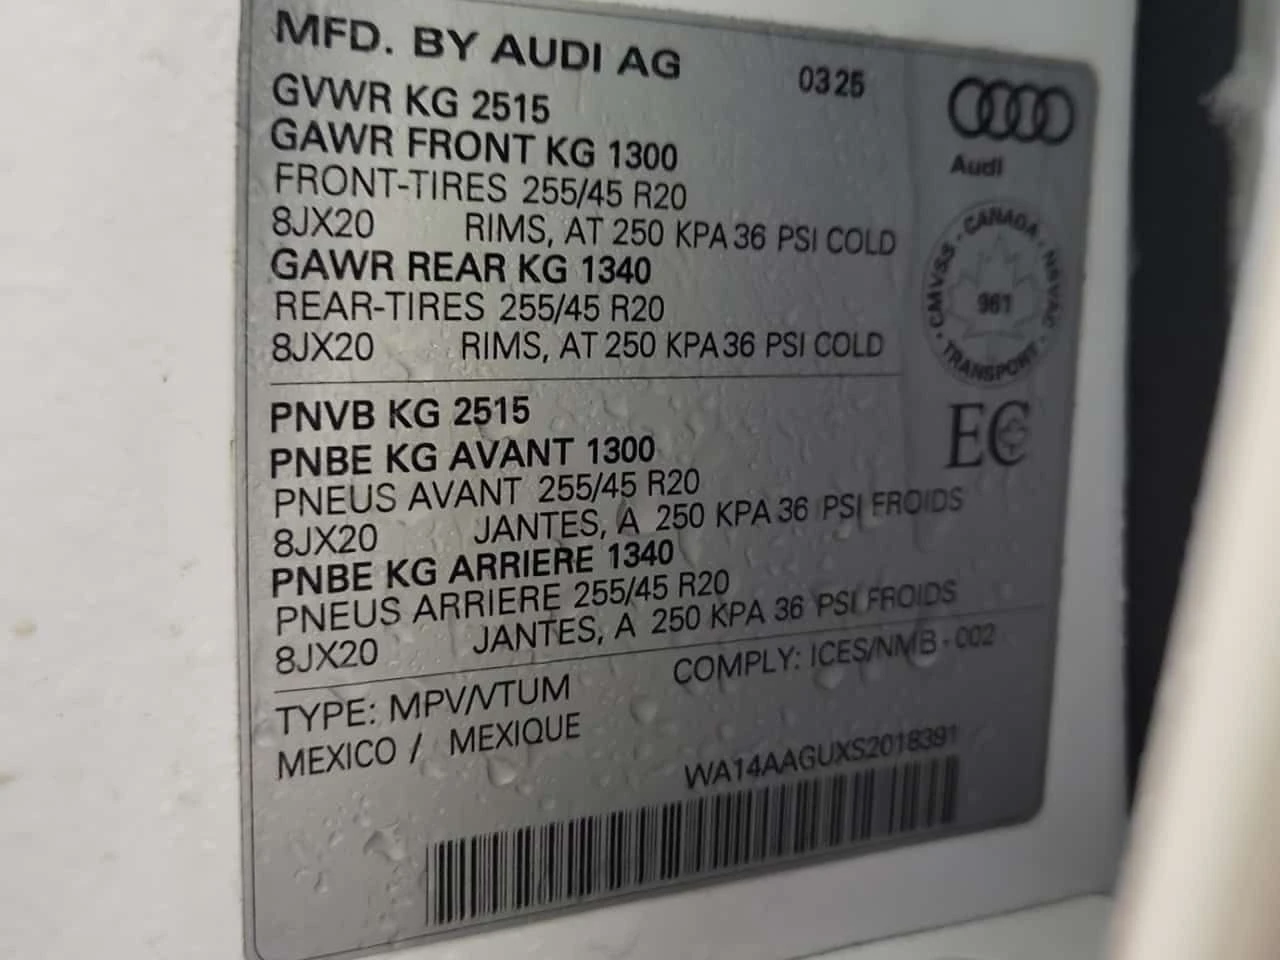 MFD. BY AUDI AG 0325
GVWR KG 2515
GAWR FRONT KG 1300
FRONT-TIRES 255/45 R20
8JX20 RIMS, AT 250 KPA 36 PSI COLD
GAWR REAR KG 1340
REAR-TIRES 255/45 R20
8JX20 RIMS, AT 250 KPA 36 PSI COLD
Audi
CANADA · NSVAC · TRANSPORT · CMVSS
961
EC
PNVB KG 2515
PNBE KG AVANT 1300
PNEUS AVANT 255/45 R20
8JX20 JANTES, A 250 KPA 36 PSI FROIDS
PNBE KG ARRIERE 1340
PNEUS ARRIERE 255/45 R20
8JX20 JANTES, A 250 KPA 36 PSI FROIDS
TYPE: MPV/VTUM COMPLY: ICES/NMB-002
MEXICO / MEXIQUE
WA14AAGUXS2018391